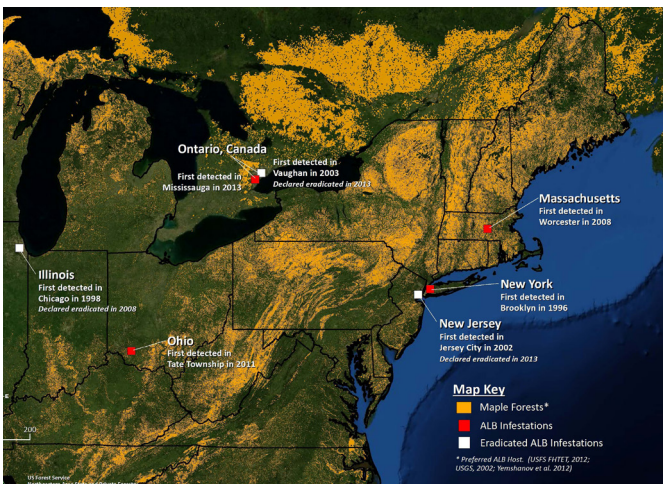 Ontario, Canada
First detected in
Mississauga in 2013
First detected in
Vaughan in 2003
Declared eradicated in 2013
Massachusetts
First detected in
Worcester in 2008
Illinois
First detected in
Chicago in 1998
Declared eradicated in 2008
New York
First detected in
Brooklyn in 1996
New Jersey
First detected in
Jersey City in 2002
Declared eradicated in 2013
Ohio
First detected in
Tate Township in 2011
Map Key
Maple Forests*
ALB Infestations
Eradicated ALB Infestations
* Preferred ALB Host. (USFS FHTET, 2012;
USGS, 2002; Yemshanov et al. 2012)
200
US Forest Service